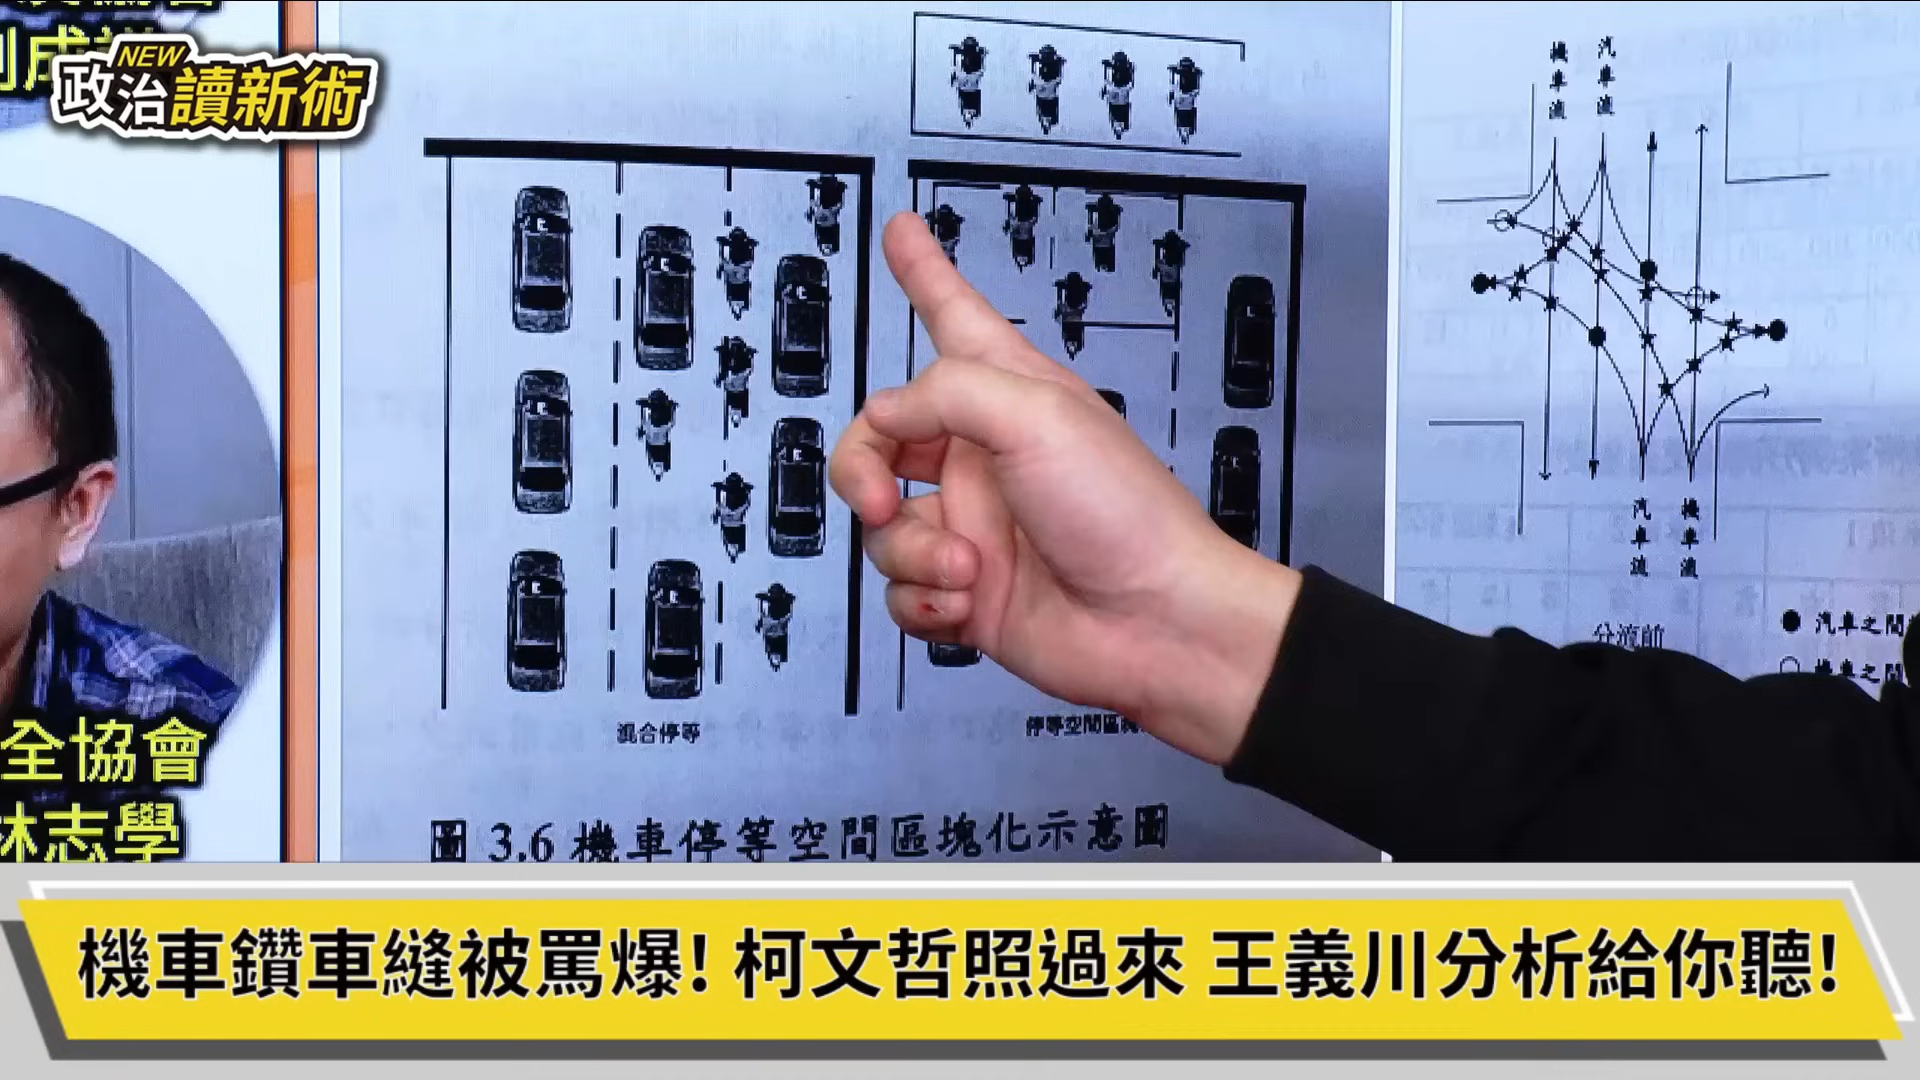 NEW
政治讀新術
全協會
林志學
混合停等
停等空間區塊
圖 3.6 機車停等空間區塊化示意圖
機車流
汽車流
汽車流
機車流
分流前
汽車之間
機車之間
機車鑽車縫被罵爆! 柯文哲照過來 王義川分析給你聽!